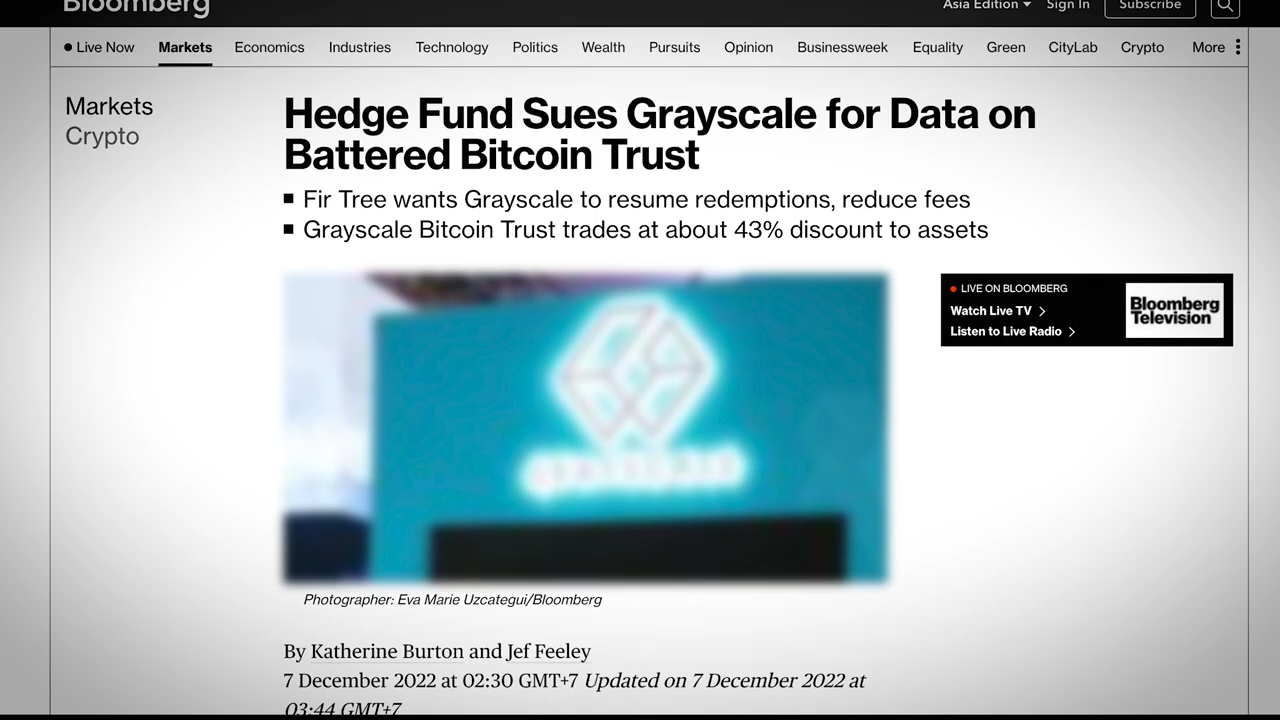 Bloomberg
Asia Edition
Sign In
Subscribe
Live Now
Markets
Economics
Industries
Technology
Politics
Wealth
Pursuits
Opinion
Businessweek
Equality
Green
CityLab
Crypto
More
Markets
Crypto
Hedge Fund Sues Grayscale for Data on
Battered Bitcoin Trust
Fir Tree wants Grayscale to resume redemptions, reduce fees
Grayscale Bitcoin Trust trades at about 43% discount to assets
LIVE ON BLOOMBERG
Watch Live TV
Listen to Live Radio
Bloomberg
Television
Photographer: Eva Marie Uzcategui/Bloomberg
By Katherine Burton and Jef Feeley
7 December 2022 at 02:30 GMT+7 Updated on 7 December 2022 at
03:44 GMT+7